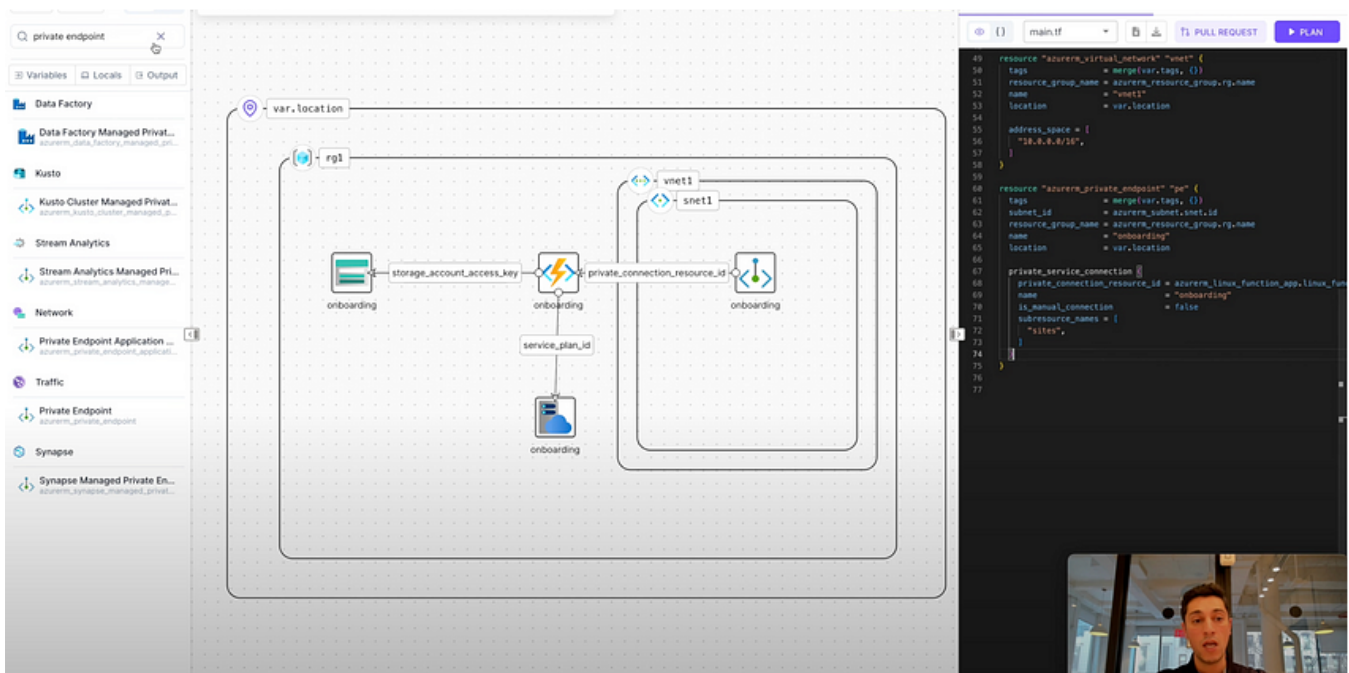 private endpoint
Variables
Locals
Output
Data Factory
Data Factory Managed Privat...
azurerm_data_factory_managed_pri...
Kusto
Kusto Cluster Managed Privat...
azurerm_kusto_cluster_managed_p...
Stream Analytics
Stream Analytics Managed Pri...
azurerm_stream_analytics_manage...
Network
Private Endpoint Application ...
azurerm_private_endpoint_applicati...
Traffic
Private Endpoint
azurerm_private_endpoint
Synapse
Synapse Managed Private En...
azurerm_synapse_managed_privat...
var.location
rg1
vnet1
snet1
storage_account_access_key
private_connection_resource_id
onboarding
onboarding
onboarding
service_plan_id
onboarding
{} main.tf
PULL REQUEST
PLAN
49 resource "azurerm_virtual_network" "vnet" {
50 tags = merge(var.tags, {})
51 resource_group_name = azurerm_resource_group.rg.name
52 name = "vnet1"
53 location = var.location
54
55 address_space = [
56 "10.0.0.0/16",
57 ]
58 }
59
60 resource "azurerm_private_endpoint" "pe" {
61 tags = merge(var.tags, {})
62 subnet_id = azurerm_subnet.snet.id
63 resource_group_name = azurerm_resource_group.rg.name
64 name = "onboarding"
65 location = var.location
66
67 private_service_connection {
68 private_connection_resource_id = azurerm_linux_function_app.linux_fun
69 name = "onboarding"
70 is_manual_connection = false
71 subresource_names = [
72 "sites",
73 ]
74 }
75 }
76
77